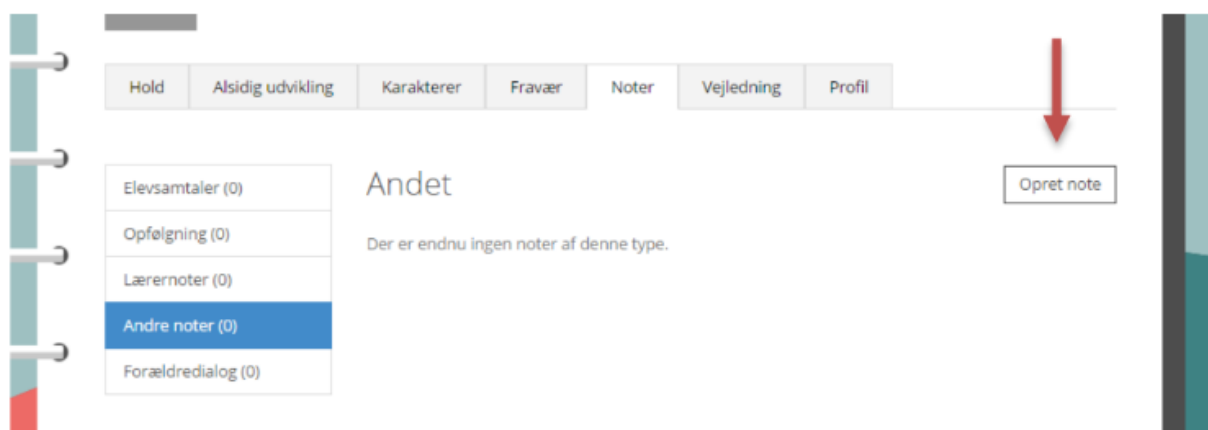 Hold Alsidig udvikling Karakterer Fravær Noter Vejledning Profil
Elevsamtaler (0)
Opfølgning (0)
Lærernoter (0)
Andre noter (0)
Forældredialog (0)
Andet
Opret note
Der er endnu ingen noter af denne type.